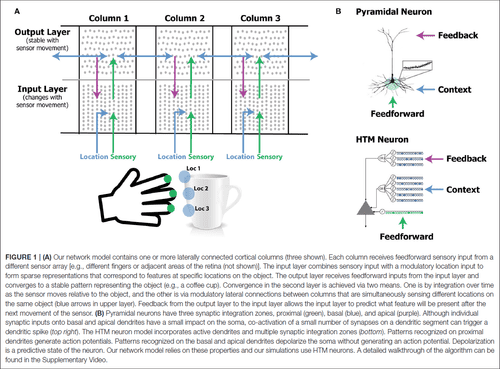 A
Column 1
Column 2
Column 3
Output Layer
(stable with
sensor movement)
Input Layer
(changes with
sensor movement)
Location Sensory
Location Sensory
Location Sensory
Loc 1
Loc 2
Loc 3
B
Pyramidal Neuron
Feedback
Context
Feedforward
HTM Neuron
Feedback
Context
Feedforward
FIGURE 1 | (A) Our network model contains one or more laterally connected cortical columns (three shown). Each column receives feedforward sensory input from a
different sensor array [e.g., different fingers or adjacent areas of the retina (not shown)]. The input layer combines sensory input with a modulatory location input to
form sparse representations that correspond to features at specific locations on the object. The output layer receives feedforward inputs from the input layer and
converges to a stable pattern representing the object (e.g., a coffee cup). Convergence in the second layer is achieved via two means. One is by integration over time
as the sensor moves relative to the object, and the other is via modulatory lateral connections between columns that are simultaneously sensing different locations on
the same object (blue arrows in upper layer). Feedback from the output layer to the input layer allows the input layer to predict what feature will be present after the
next movement of the sensor. (B) Pyramidal neurons have three synaptic integration zones, proximal (green), basal (blue), and apical (purple). Although individual
synaptic inputs onto basal and apical dendrites have a small impact on the soma, co-activation of a small number of synapses on a dendritic segment can trigger a
dendritic spike (top right). The HTM neuron model incorporates active dendrites and multiple synaptic integration zones (bottom). Patterns recognized on proximal
dendrites generate action potentials. Patterns recognized on the basal and apical dendrites depolarize the soma without generating an action potential. Depolarization
is a predictive state of the neuron. Our network model relies on these properties and our simulations use HTM neurons. A detailed walkthrough of the algorithm can be
found in the Supplementary Video.